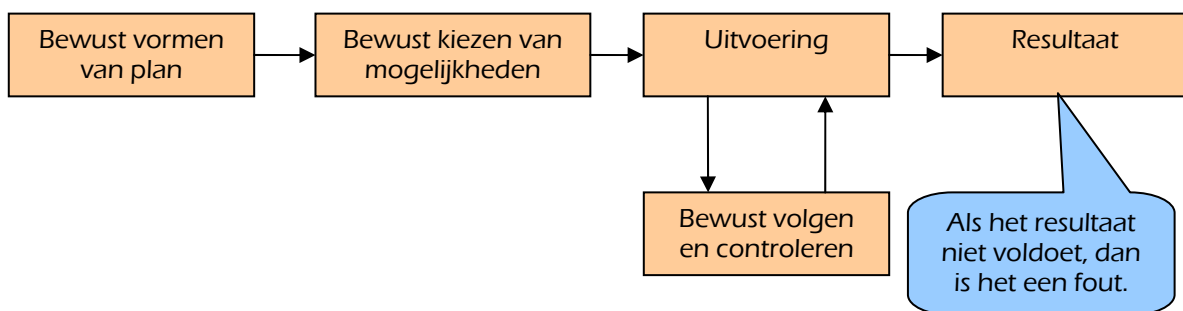 Bewust vormen
van plan
Bewust kiezen van
mogelijkheden
Uitvoering
Resultaat
Bewust volgen
en controleren
Als het resultaat
niet voldoet, dan
is het een fout.